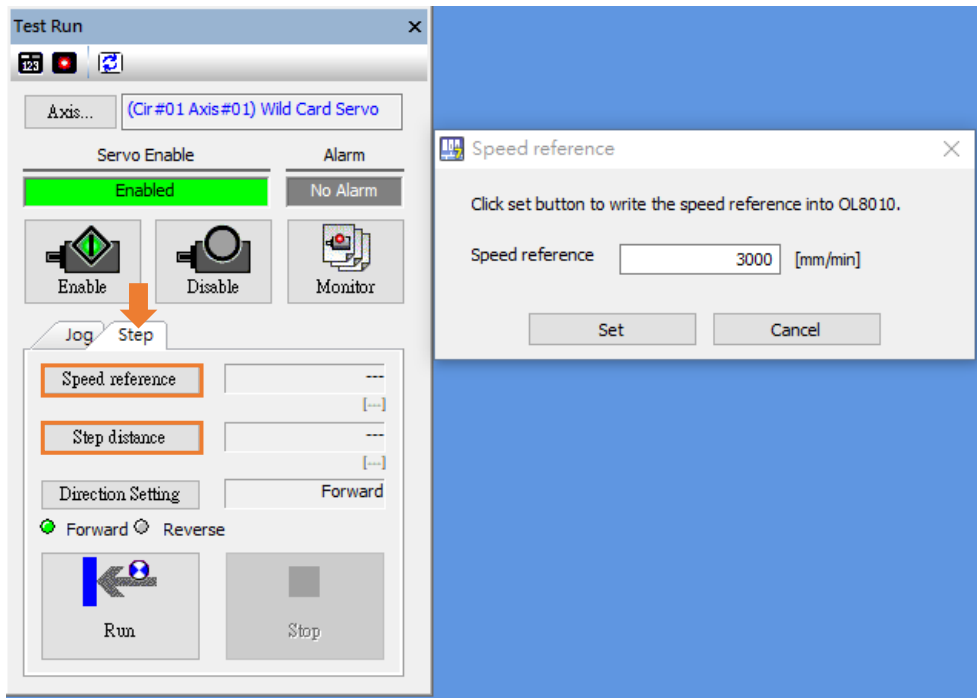 Test Run
123
Axis... (Cir#01 Axis#01) Wild Card Servo
Servo Enable Alarm
Enabled No Alarm
Enable Disable Monitor
Jog Step
Speed reference ---
[---]
Step distance ---
[---]
Direction Setting Forward
Forward Reverse
Run Stop
Speed reference
Click set button to write the speed reference into OL8010.
Speed reference 3000 [mm/min]
Set Cancel